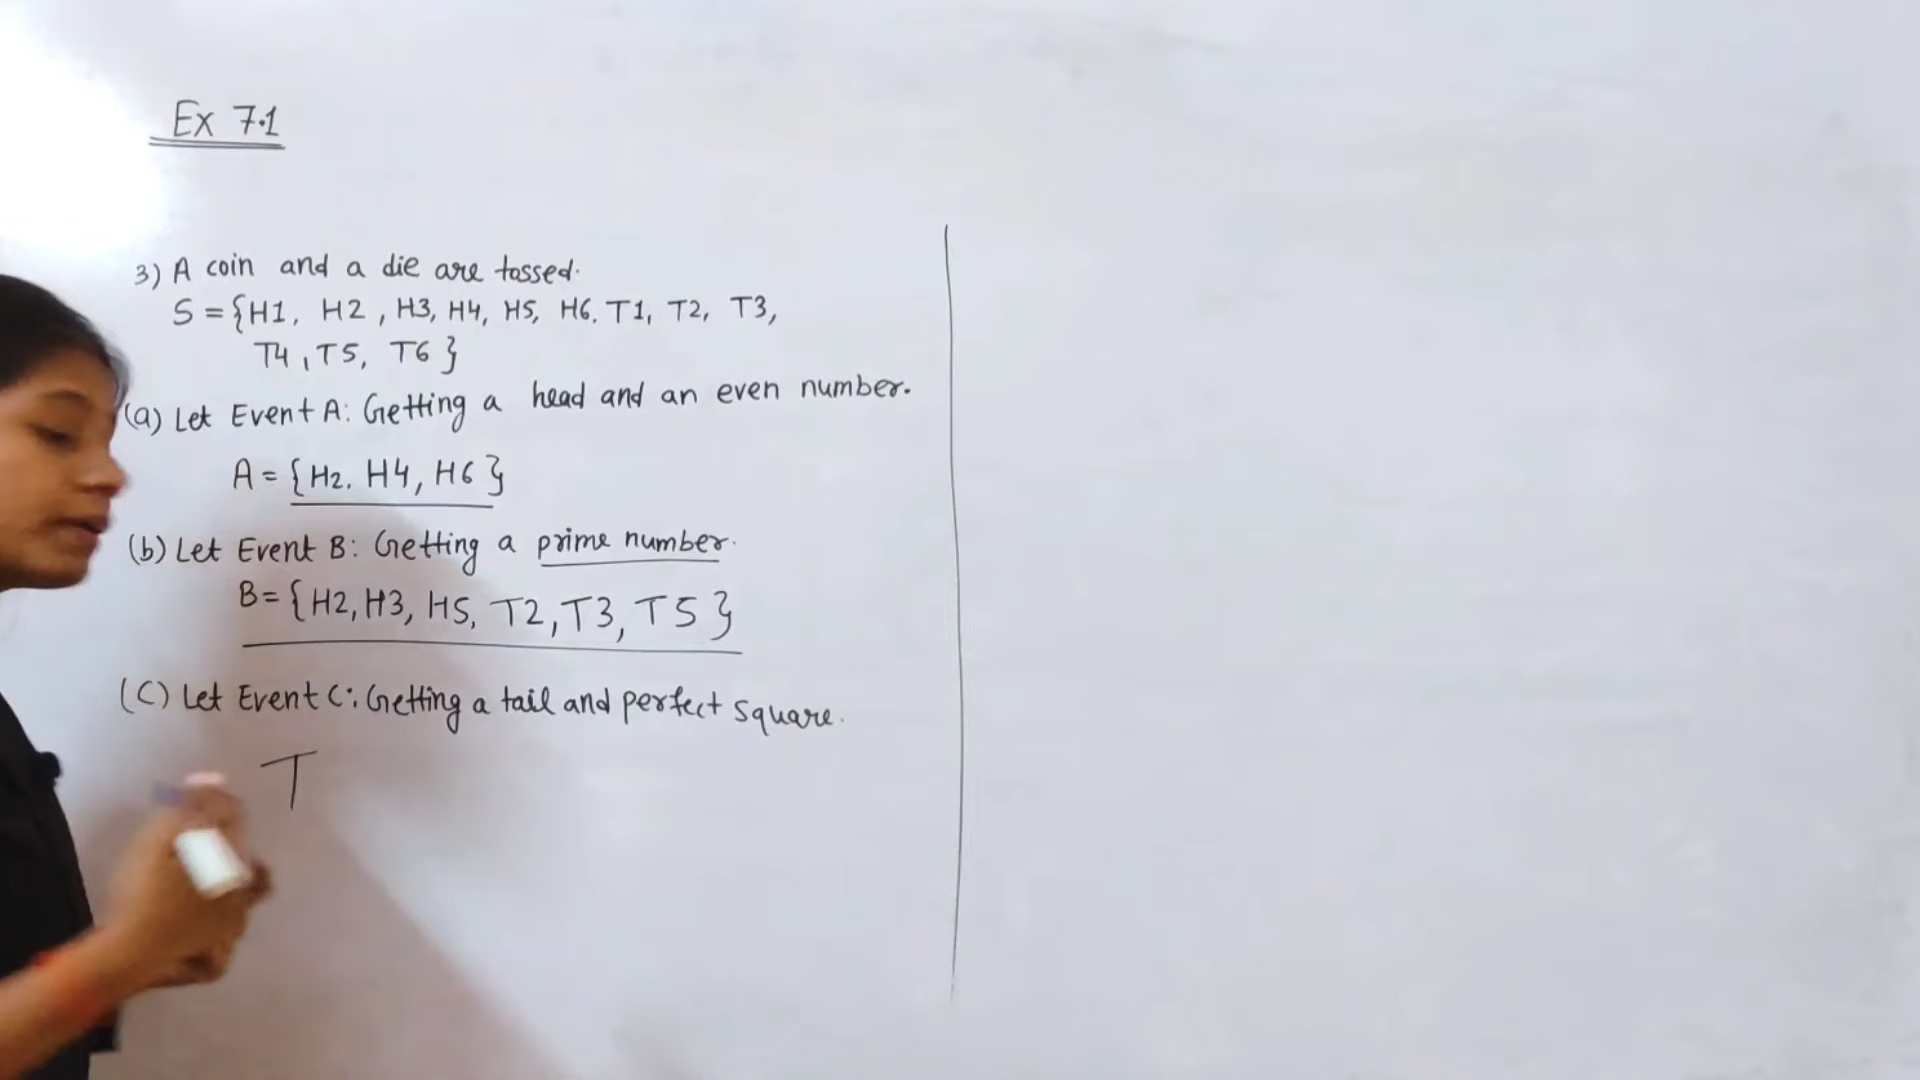 Ex 7.1
3) A coin and a die are tossed.
S = {H1, H2, H3, H4, H5, H6. T1, T2, T3,
T4, T5, T6}
(a) Let Event A: Getting a head and an even number.
A = {H2. H4, H6}
(b) Let Event B: Getting a prime number.
B = {H2, H3, H5, T2, T3, T5}
(C) Let Event C: Getting a tail and perfect square.
T